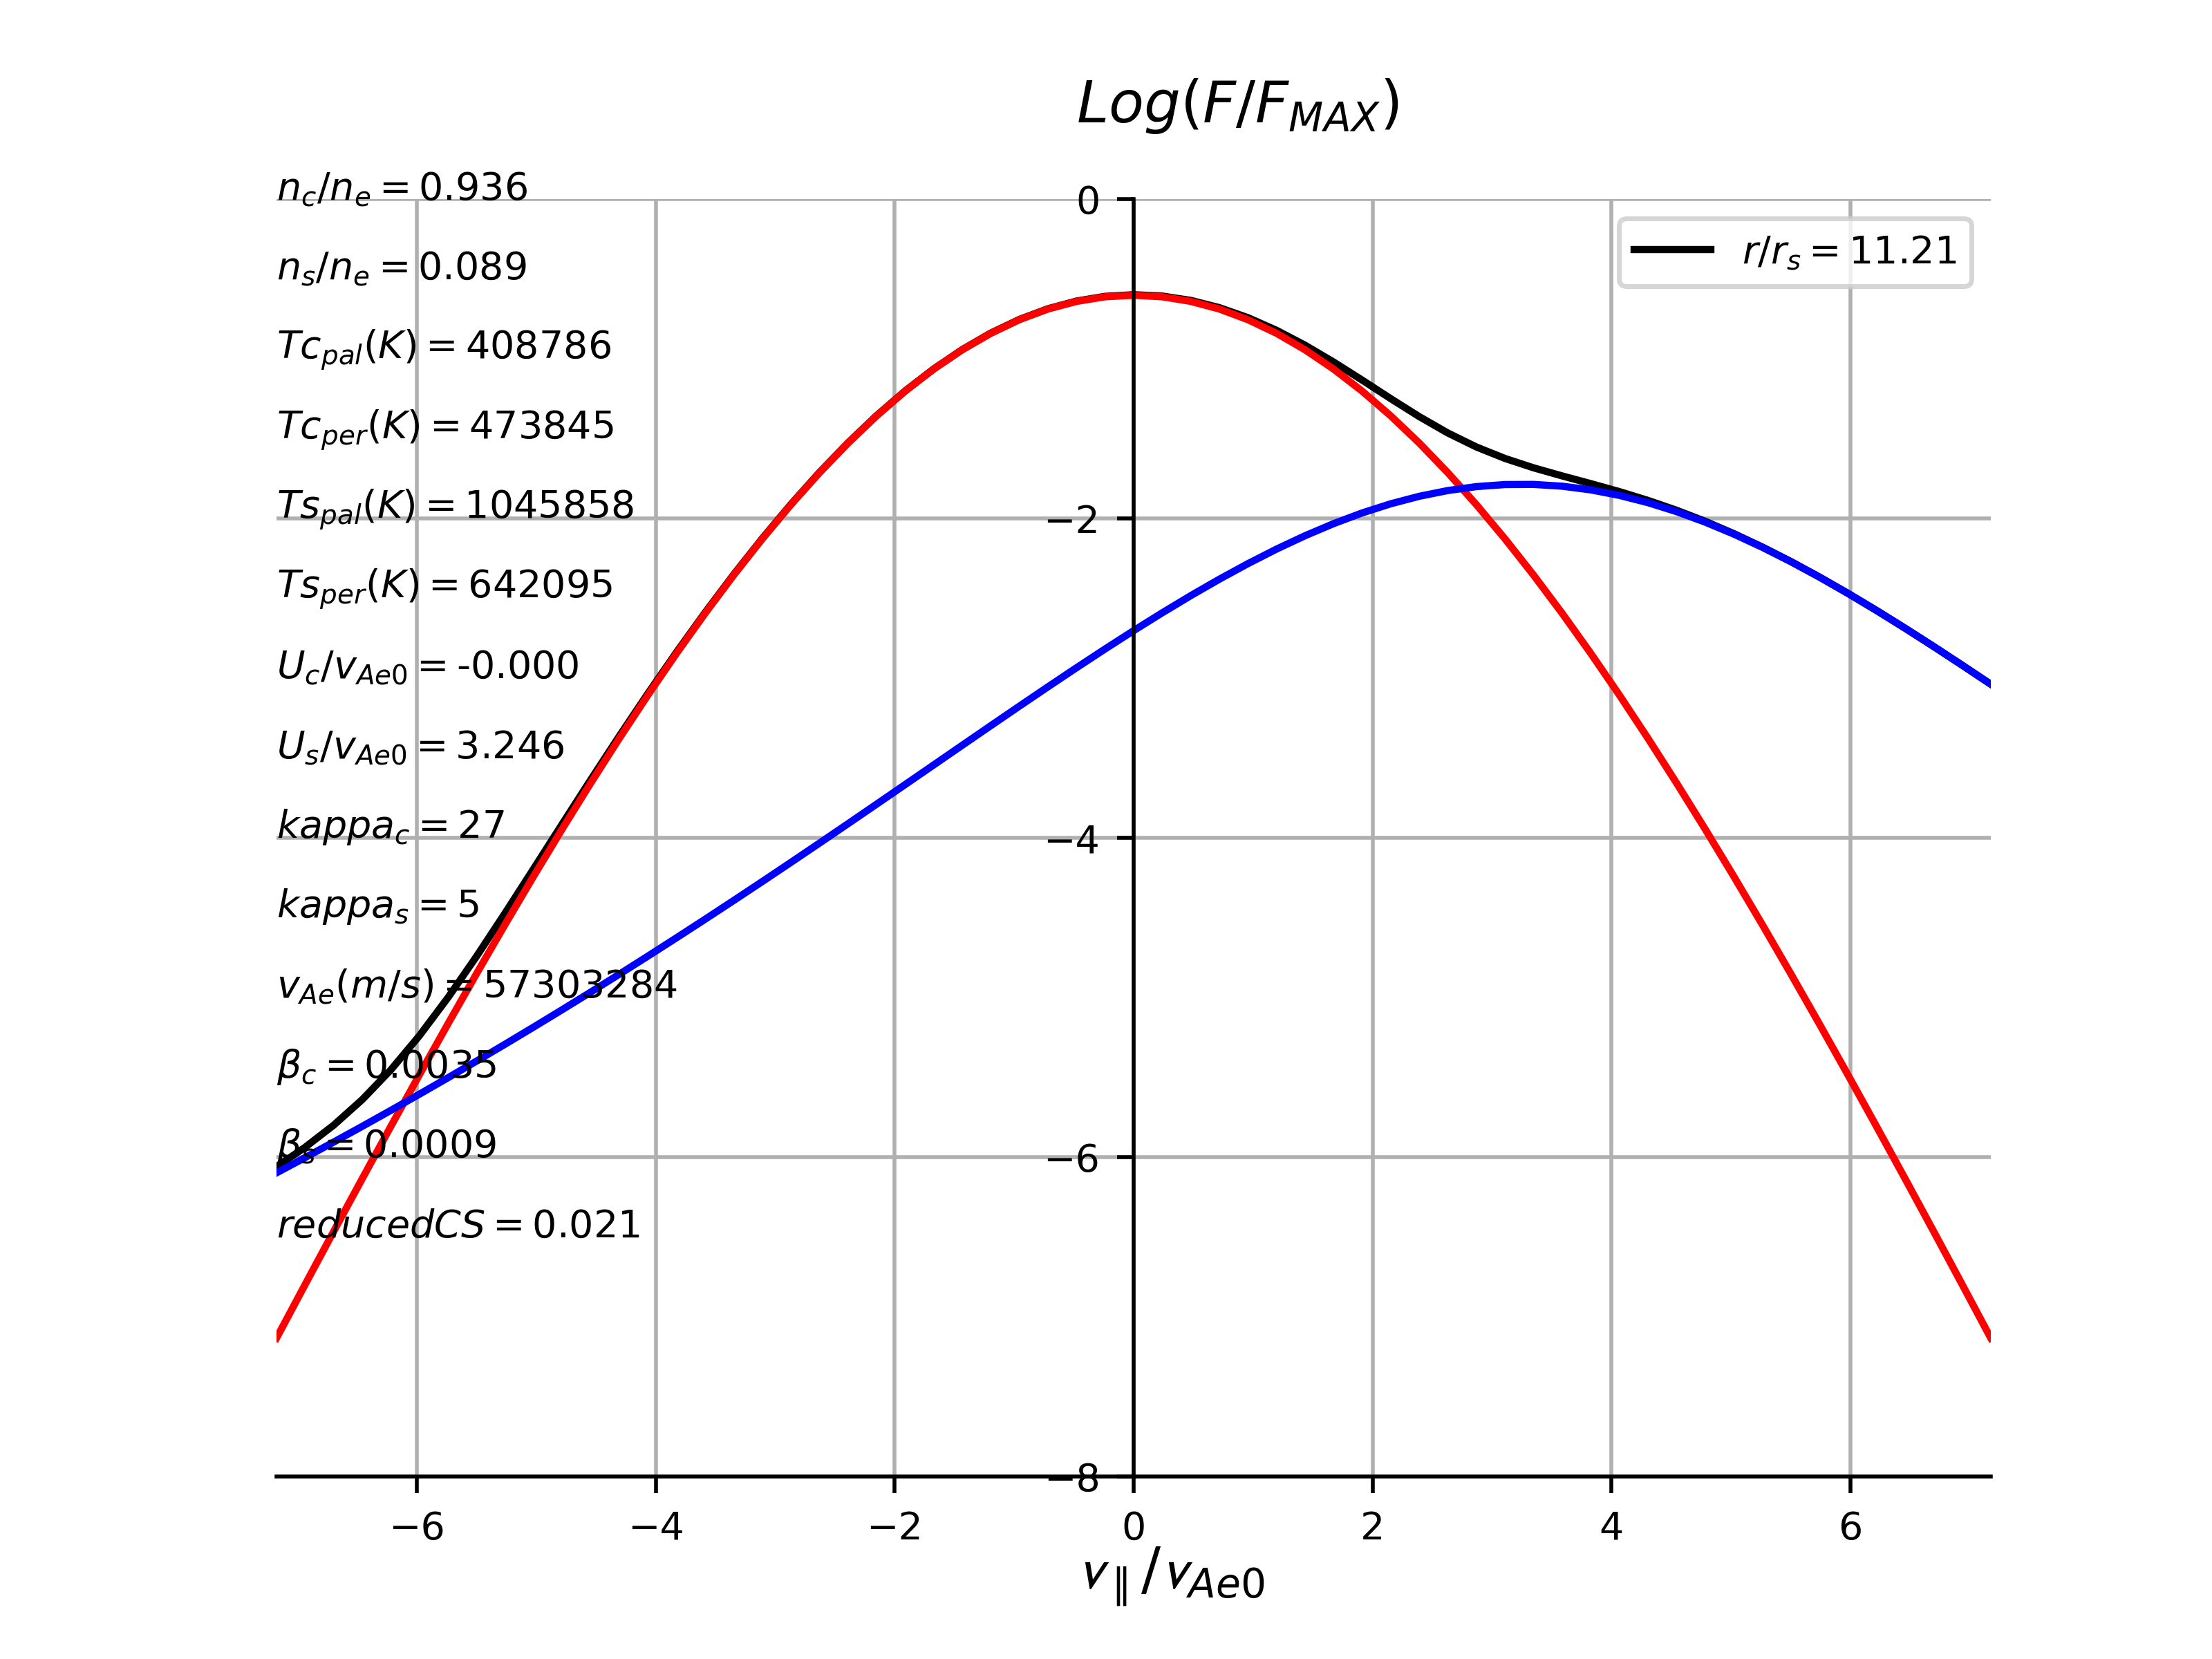 Log(F/F_MAX)
n_c/n_e = 0.936
n_s/n_e = 0.089
Tc_pal(K) = 408786
Tc_per(K) = 473845
Ts_pal(K) = 1045858
Ts_per(K) = 642095
U_c/v_Ae0 = -0.000
U_s/v_Ae0 = 3.246
kappa_c = 27
kappa_s = 5
v_Ae(m/s) = 57303284
β_c = 0.0035
β_s = 0.0009
reducedCS = 0.021
r/r_s = 11.21
0
−2
−4
−6
−8
−6 −4 −2 0 2 4 6
v_∥/v_Ae0